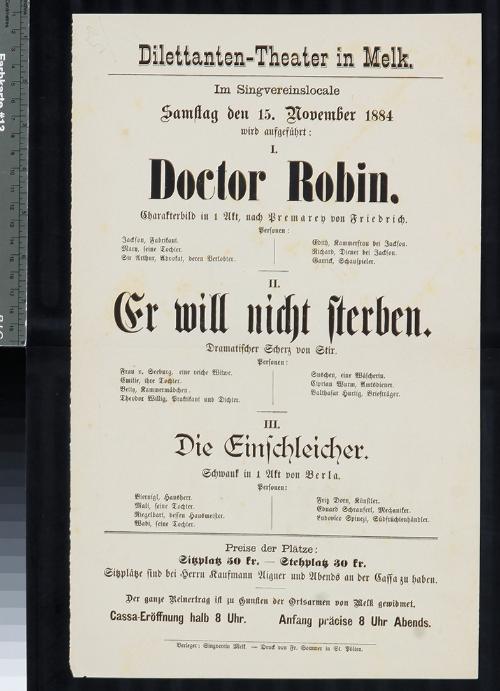 Dilettanten-Theater in Melk.
Im Singvereinslocale
Samstag den 15. November 1884
wird aufgeführt:
I.
Doctor Robin.
Charakterbild in 1 Akt, nach Premarey von Friedrich.
Personen:
Jackson, Fabrikant.
Mary, seine Tochter.
Sir Arthur, Advokat, deren Verlobter.
Edith, Kammerfrau bei Jackson.
Richard, Diener bei Jackson.
Garrick, Schauspieler.
II.
Er will nicht sterben.
Dramatischer Scherz von Stir.
Personen:
Frau v. Seeburg, eine reiche Witwe.
Emilie, ihre Tochter.
Betty, Kammermädchen.
Theodor Willig, Praktikant und Dichter.
Suschen, eine Wäscherin.
Ciprian Wurm, Amtsdiener.
Balthasar Hurtig, Briefträger.
III.
Die Einschleicher.
Schwank in 1 Akt von Berla.
Personen:
Biernigl, Hausherr.
Mali, seine Tochter.
Riegelhart, dessen Hausmeister.
Wabi, seine Tochter.
Fritz Dorn, Künstler.
Eduard Schrauferl, Mechaniker.
Ludovico Spinezi, Südfrüchtenhändler.
Preise der Plätze:
Sitzplatz 50 kr. — Stehplatz 30 kr.
Sitzplätze sind bei Herrn Kaufmann Aigner und Abends an der Cassa zu haben.
Der ganze Reinertrag ist zu Gunsten der Ortsarmen von Melk gewidmet.
Cassa-Eröffnung halb 8 Uhr. Anfang präcise 8 Uhr Abends.
Verleger: Singverein Melk. — Druck von Fr. Sommer in St. Pölten.
Farbkarte #13